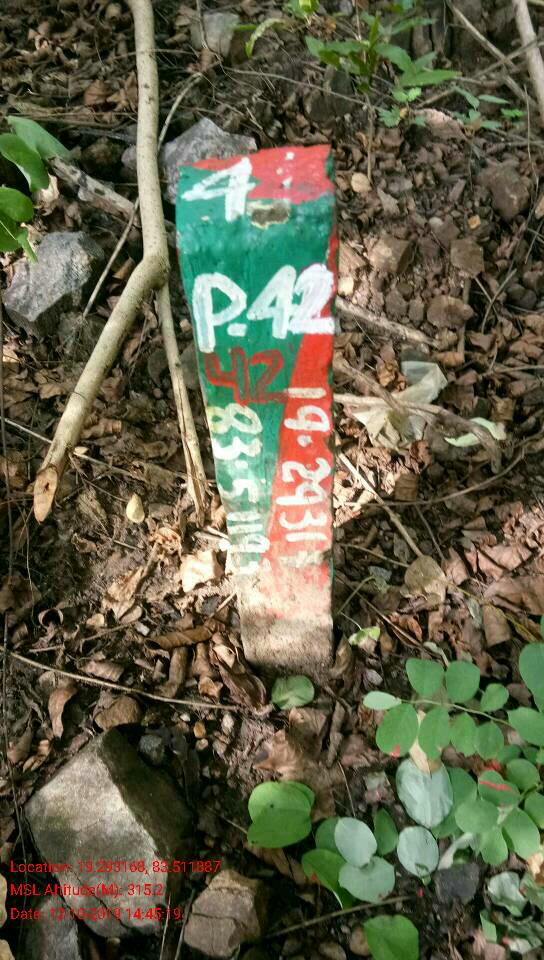 4
P.42
42
83.5119
19.2931
Location: 19.293168, 83.511887
MSL Altitude(M): 315.2
Date: 12-10-2019 14:45:19